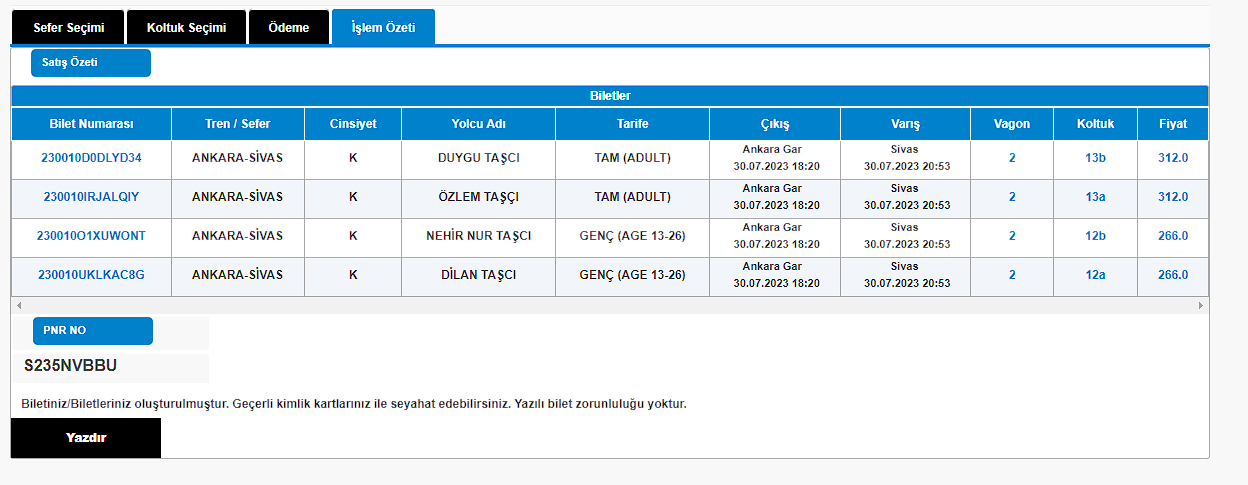 Sefer Seçimi Koltuk Seçimi Ödeme İşlem Özeti
Satış Özeti
Biletler
Bilet Numarası Tren / Sefer Cinsiyet Yolcu Adı Tarife Çıkış Varış Vagon Koltuk Fiyat
230010D0DLYD34 ANKARA-SİVAS K DUYGU TAŞCI TAM (ADULT) Ankara Gar 30.07.2023 18:20 Sivas 30.07.2023 20:53 2 13b 312.0
230010IRJALQIY ANKARA-SİVAS K ÖZLEM TAŞÇI TAM (ADULT) Ankara Gar 30.07.2023 18:20 Sivas 30.07.2023 20:53 2 13a 312.0
230010O1XUWONT ANKARA-SİVAS K NEHİR NUR TAŞCI GENÇ (AGE 13-26) Ankara Gar 30.07.2023 18:20 Sivas 30.07.2023 20:53 2 12b 266.0
230010UKLKAC8G ANKARA-SİVAS K DİLAN TAŞCI GENÇ (AGE 13-26) Ankara Gar 30.07.2023 18:20 Sivas 30.07.2023 20:53 2 12a 266.0
PNR NO
S235NVBBU
Biletiniz/Biletleriniz oluşturulmuştur. Geçerli kimlik kartlarınız ile seyahat edebilirsiniz. Yazılı bilet zorunluluğu yoktur.
Yazdır